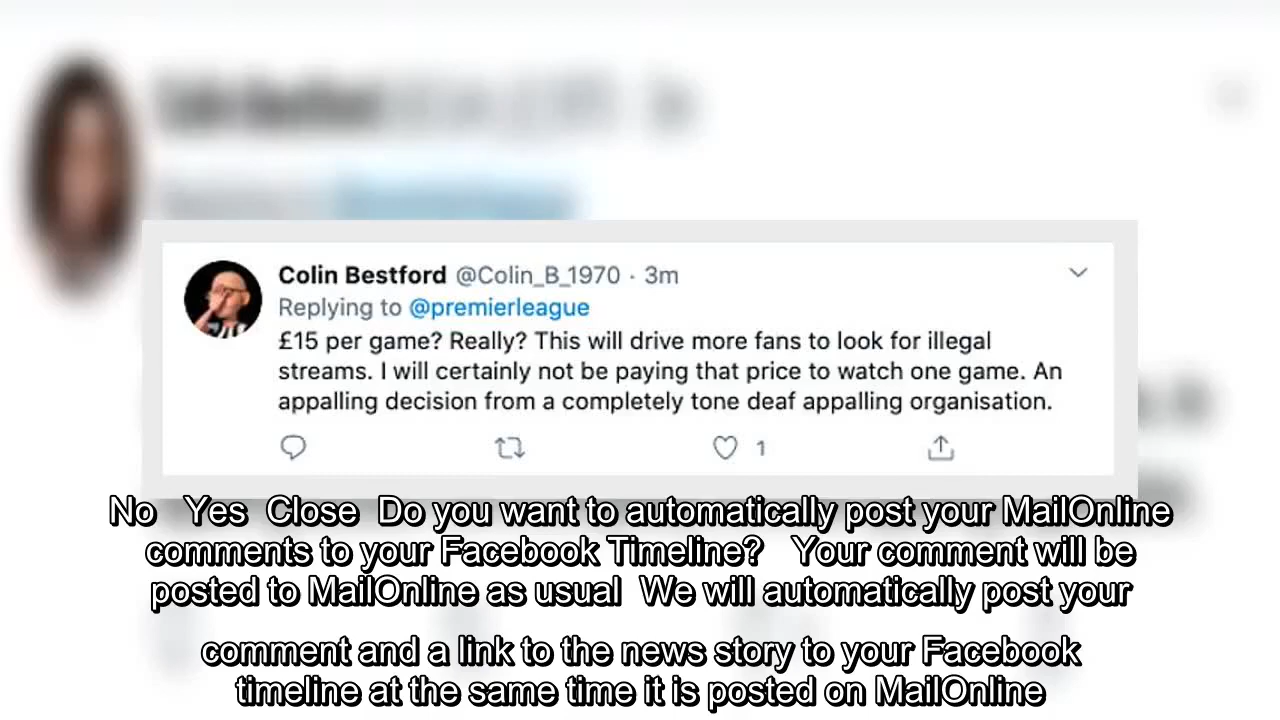 Colin Bestford @Colin_B_1970 · 3m
Replying to @premierleague
£15 per game? Really? This will drive more fans to look for illegal
streams. I will certainly not be paying that price to watch one game. An
appalling decision from a completely tone deaf appalling organisation.
1
No Yes Close Do you want to automatically post your MailOnline
comments to your Facebook Timeline? Your comment will be
posted to MailOnline as usual We will automatically post your
comment and a link to the news story to your Facebook
timeline at the same time it is posted on MailOnline